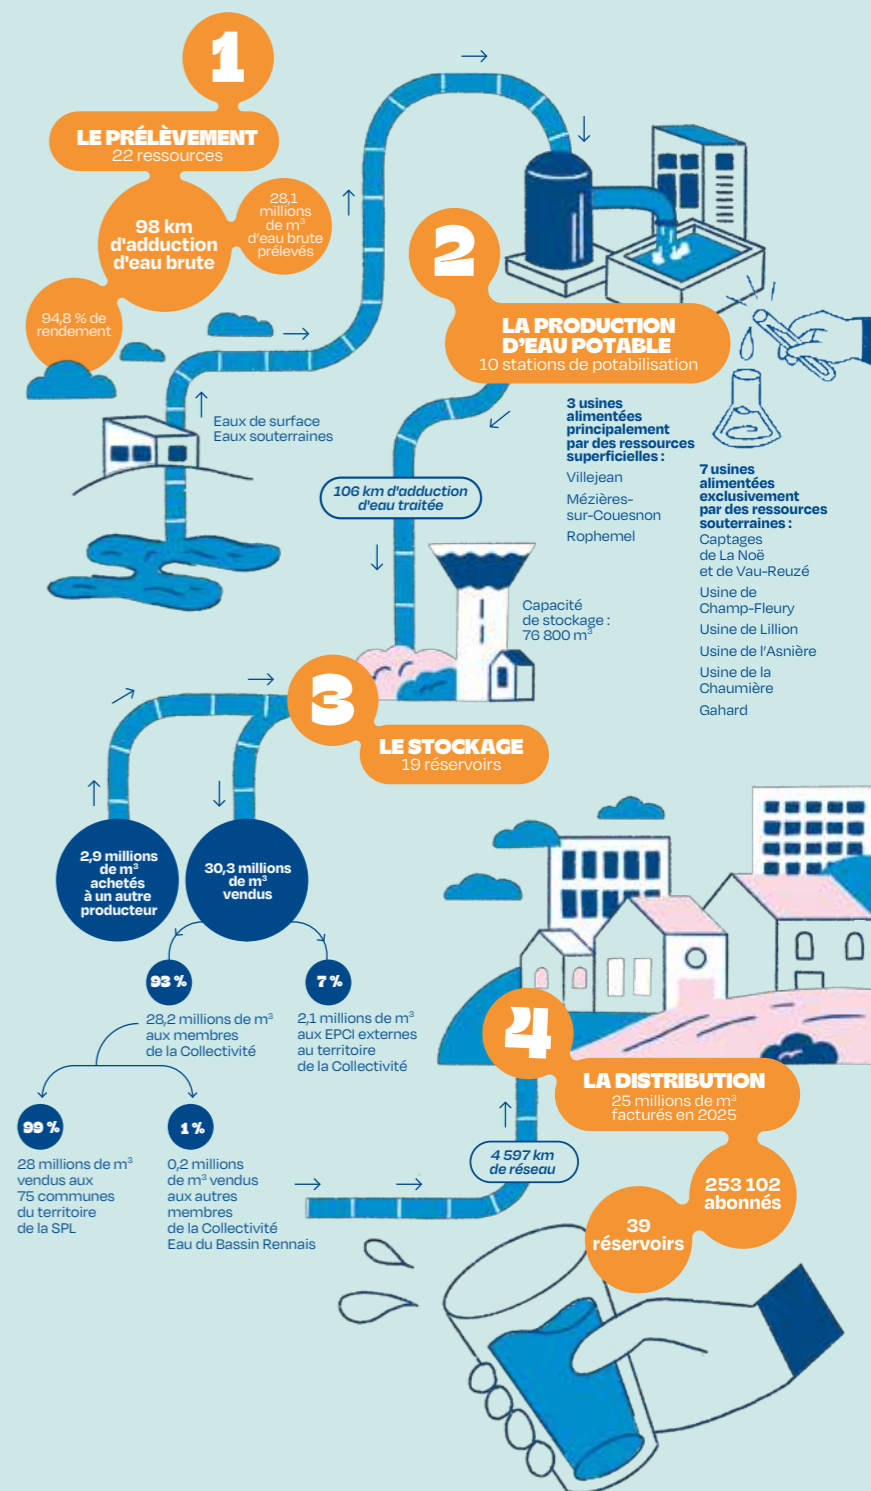 1
LE PRÉLÈVEMENT
22 ressources
98 km
d'adduction
d'eau brute
28,1
millions
de m³
d'eau brute
prélevés
94,8 % de
rendement
Eaux de surface
Eaux souterraines
2
LA PRODUCTION
D'EAU POTABLE
10 stations de potabilisation
3 usines
alimentées
principalement
par des ressources
superficielles :
Villejean
Mézières-
sur-Couesnon
Rophemel
7 usines
alimentées
exclusivement
par des ressources
souterraines :
Captages
de La Noë
et de Vau-Reuzé
Usine de
Champ-Fleury
Usine de Lillion
Usine de l'Asnière
Usine de la
Chaumière
Gahard
106 km d'adduction
d'eau traitée
Capacité
de stockage :
76 800 m³
3
LE STOCKAGE
19 réservoirs
2,9 millions
de m³
achetés
à un autre
producteur
30,3 millions
de m³
vendus
93 %
28,2 millions de m³
aux membres
de la Collectivité
7 %
2,1 millions de m³
aux EPCI externes
au territoire
de la Collectivité
99 %
28 millions de m³
vendus aux
75 communes
du territoire
de la SPL
1 %
0,2 millions
de m³ vendus
aux autres
membres
de la Collectivité
Eau du Bassin Rennais
4
LA DISTRIBUTION
25 millions de m³
facturés en 2025
4 597 km
de réseau
253 102
abonnés
39
réservoirs